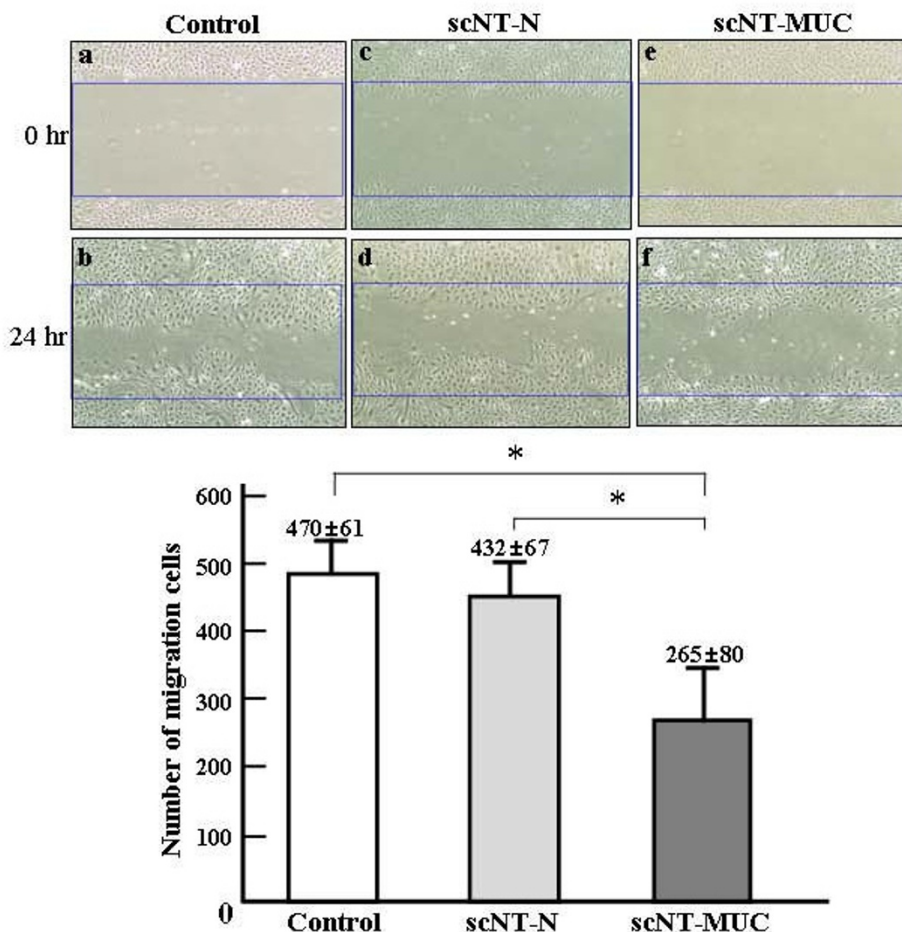 Control scNT-N scNT-MUC
a c e
0 hr
b d f
24 hr
*
*
600
470±61
432±67
500
400
265±80
300
200
100
0
Number of migration cells
Control scNT-N scNT-MUC